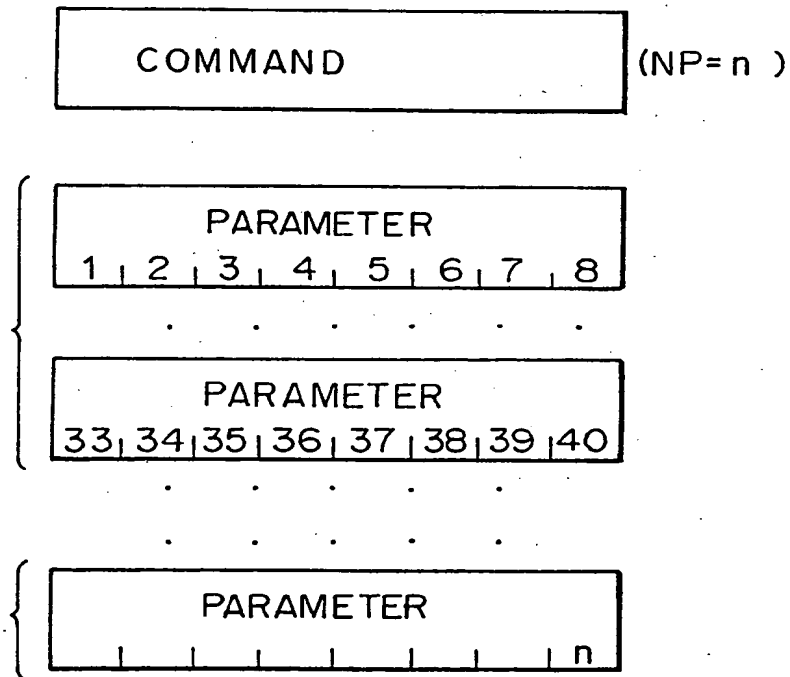 COMMAND (NP=n )
PARAMETER
1 2 3 4 5 6 7 8
PARAMETER
33 34 35 36 37 38 39 40
PARAMETER
n